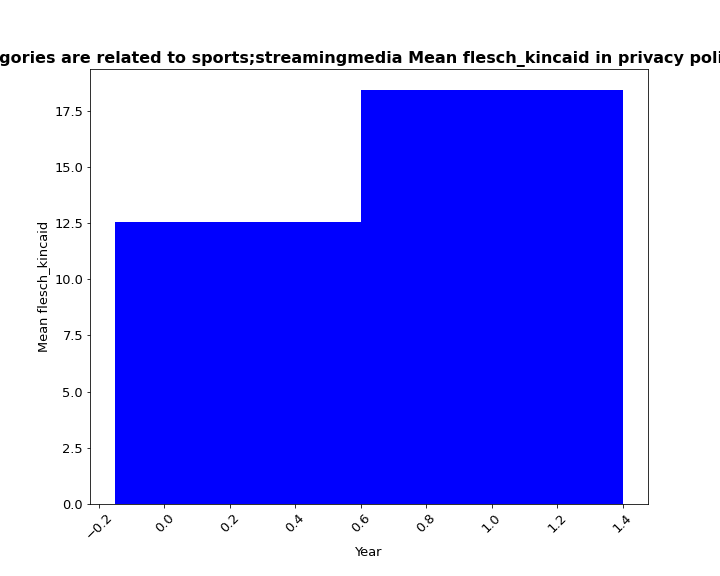 gories are related to sports;streamingmedia Mean flesch_kincaid in privacy poli
17.5
15.0
12.5
10.0
7.5
5.0
2.5
0.0
Mean flesch_kincaid
−0.2 0.0 0.2 0.4 0.6 0.8 1.0 1.2 1.4
Year